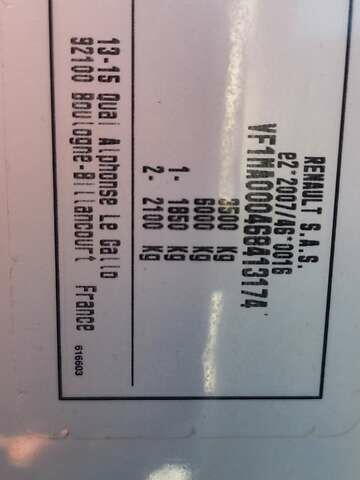 RENAULT S.A.S.
e2*2007/46*0016
VF1MA000468413174
3500 Kg
6000 Kg
1- 1850 Kg
2- 2100 Kg
13-15 Quai Alphonse Le Gallo
92100 Boulogne-Billancourt France
616603